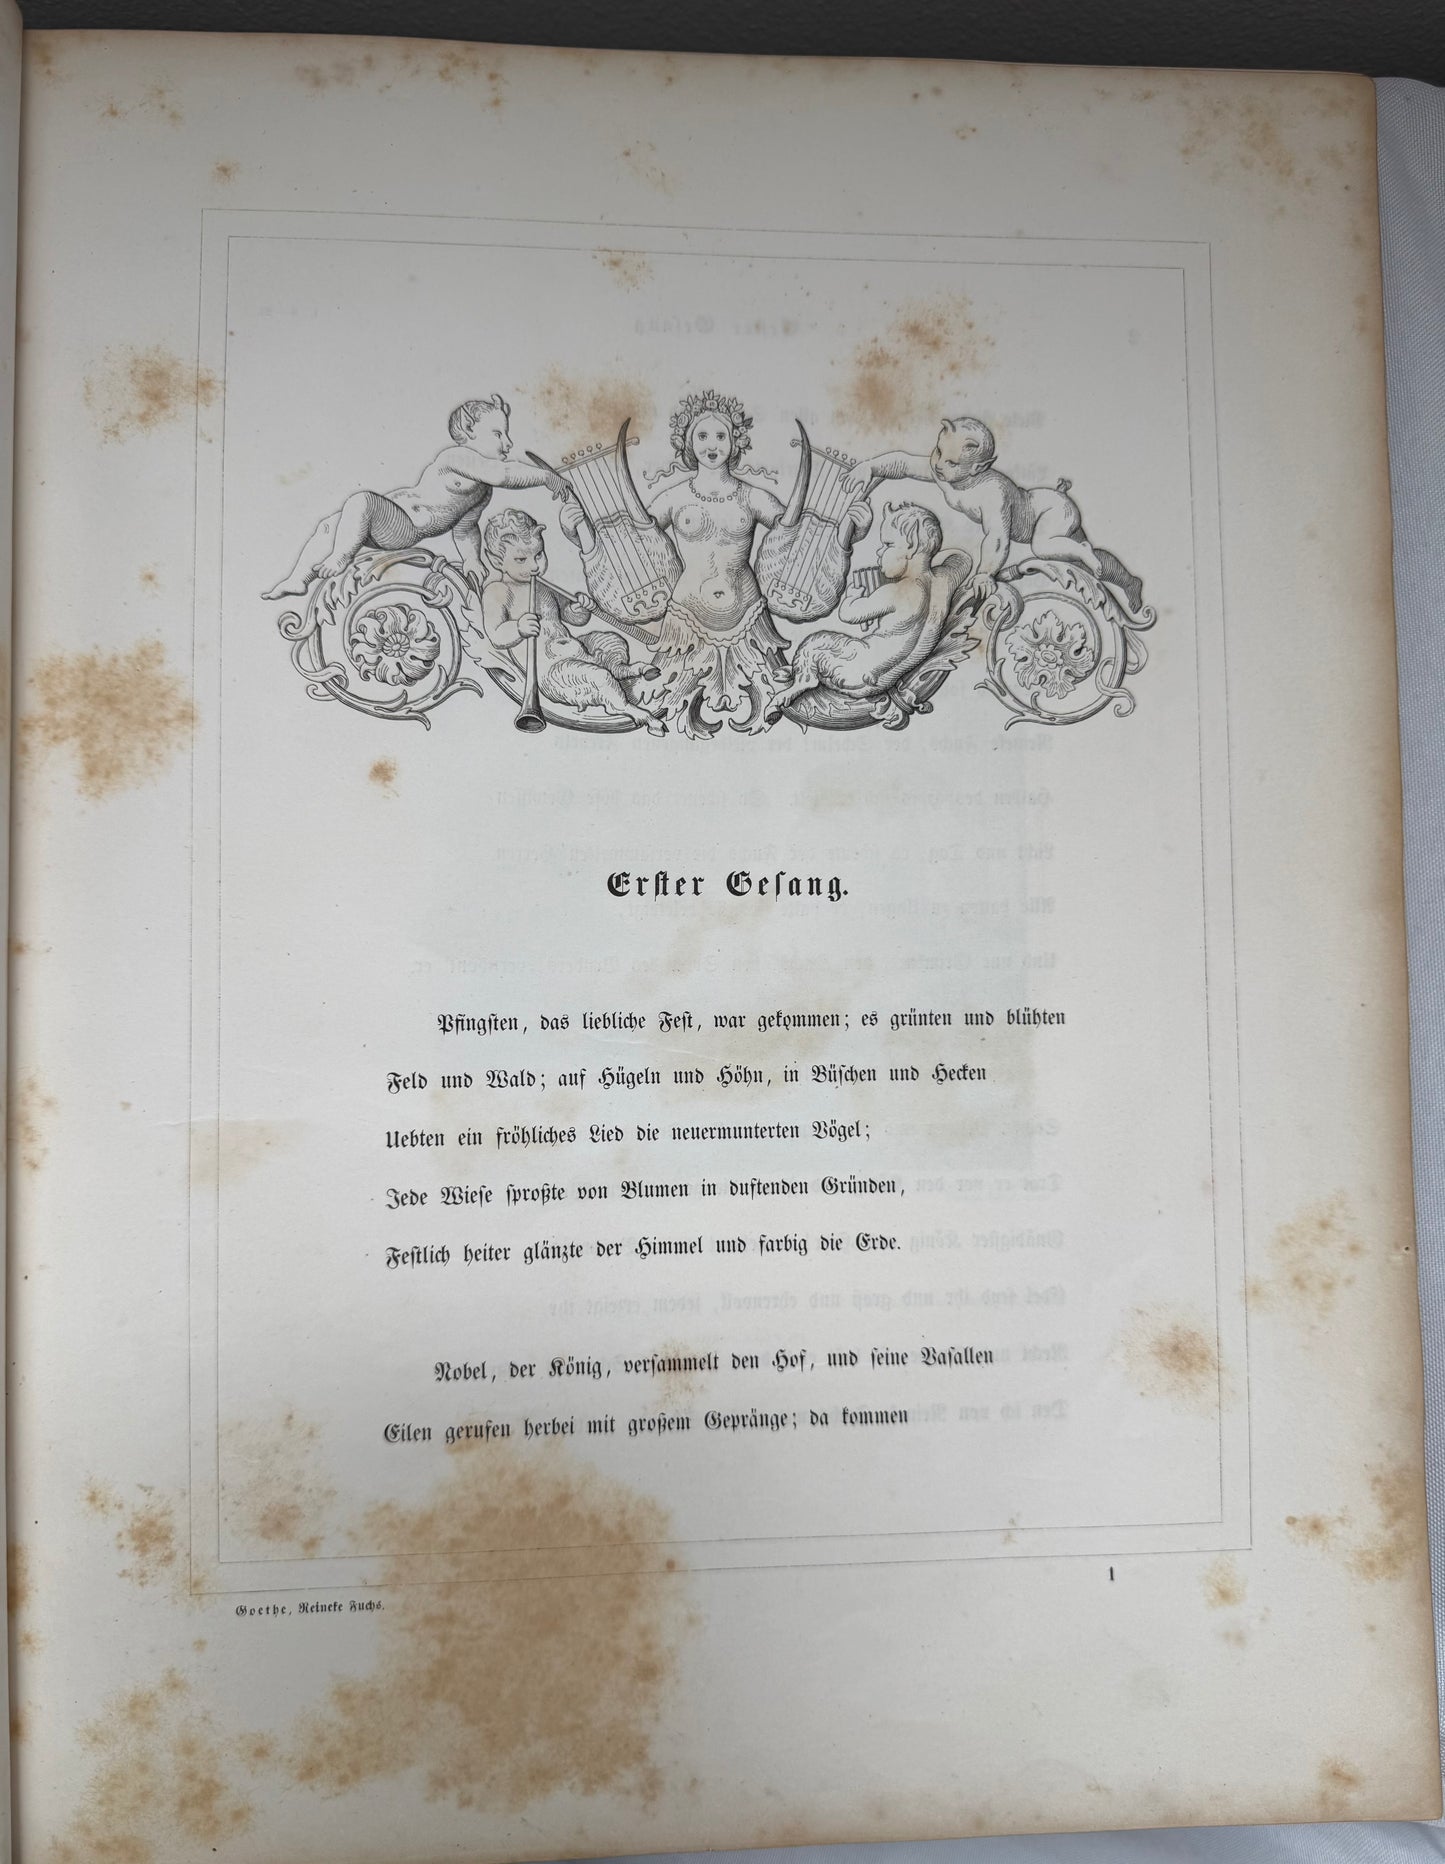 Erster Gesang.
Pfingsten, das liebliche Fest, war gekommen; es grünten und blühten
Feld und Wald; auf Hügeln und Höhn, in Büschen und Hecken
Uebten ein fröhliches Lied die neuermunterten Vögel;
Jede Wiese sproßte von Blumen in duftenden Gründen,
Festlich heiter glänzte der Himmel und farbig die Erde.
Nobel, der König, versammelt den Hof, und seine Vasallen
Eilen gerufen herbei mit großem Gepränge; da kommen
1
Goethe, Reineke Fuchs.